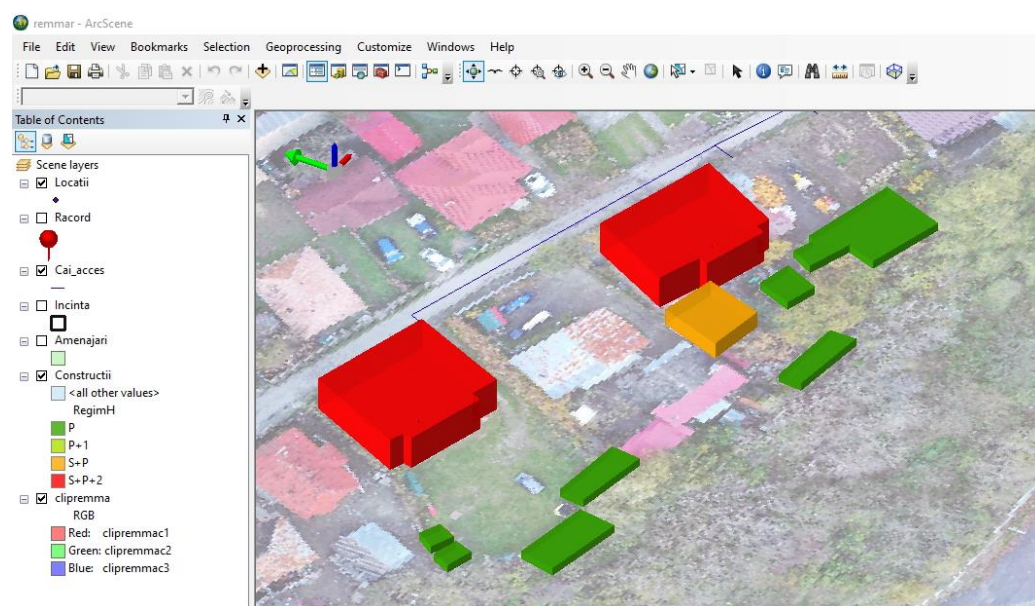 remmar - ArcScene
File Edit View Bookmarks Selection Geoprocessing Customize Windows Help
Table of Contents
Scene layers
Locatii
Racord
Cai_acces
Incinta
Amenajari
Constructii
<all other values>
RegimH
P
P+1
S+P
S+P+2
clipremma
RGB
Red: clipremmac1
Green: clipremmac2
Blue: clipremmac3